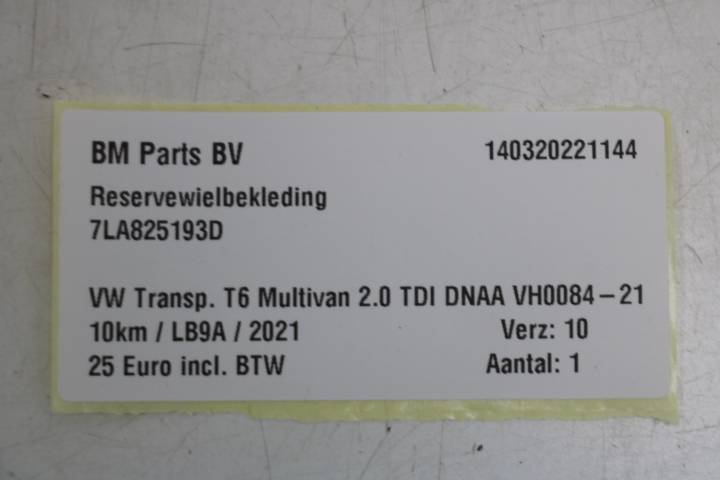 BM Parts BV 140320221144
Reservewielbekleding
7LA825193D
VW Transp. T6 Multivan 2.0 TDI DNAA VH0084-21
10km / LB9A / 2021 Verz: 10
25 Euro incl. BTW Aantal: 1